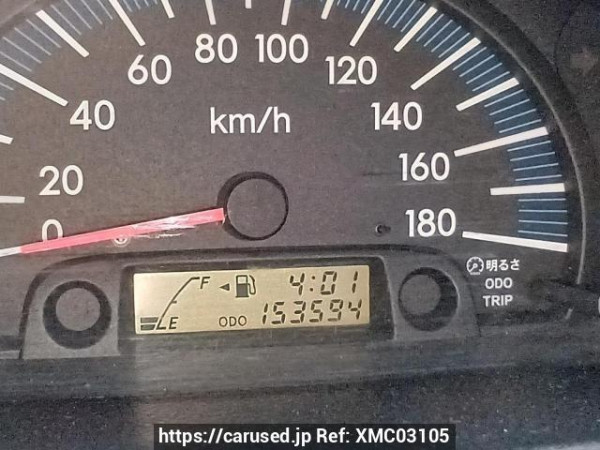 80 100
60 120
40 km/h 140
20 160
0 180
F 4:01
E ODO 153594
明るさ
ODO
TRIP
https://carused.jp Ref: XMC03105